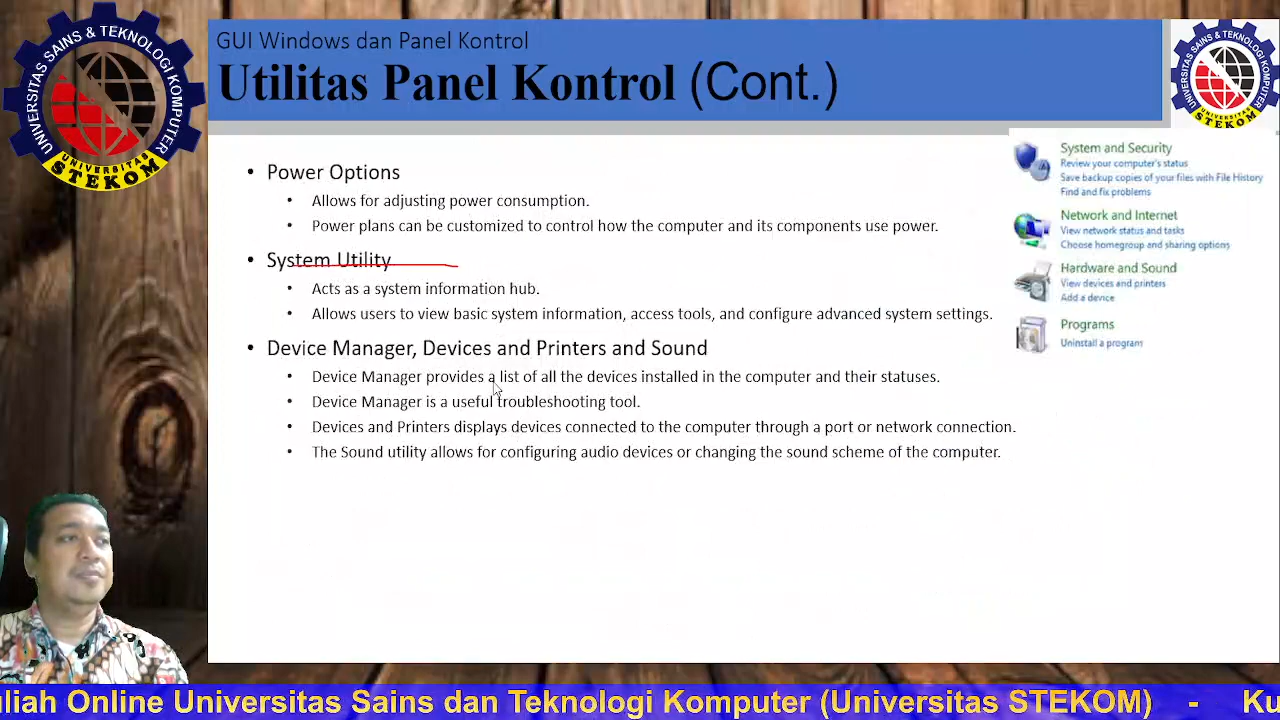 UNIVERSITAS SAINS & TEKNOLOGI KOMPUTER
UNIVERSITAS
STEKOM
GUI Windows dan Panel Kontrol
Utilitas Panel Kontrol (Cont.)
UNIVERSITAS SAINS & TEKNOLOGI KOMPUTER
UNIVERSITAS
STEKOM
• Power Options
• Allows for adjusting power consumption.
• Power plans can be customized to control how the computer and its components use power.
• System Utility
• Acts as a system information hub.
• Allows users to view basic system information, access tools, and configure advanced system settings.
• Device Manager, Devices and Printers and Sound
• Device Manager provides a list of all the devices installed in the computer and their statuses.
• Device Manager is a useful troubleshooting tool.
• Devices and Printers displays devices connected to the computer through a port or network connection.
• The Sound utility allows for configuring audio devices or changing the sound scheme of the computer.
System and Security
Review your computer's status
Save backup copies of your files with File History
Find and fix problems
Network and Internet
View network status and tasks
Choose homegroup and sharing options
Hardware and Sound
View devices and printers
Add a device
Programs
Uninstall a program
uliah Online Universitas Sains dan Teknologi Komputer (Universitas STEKOM) - Ku